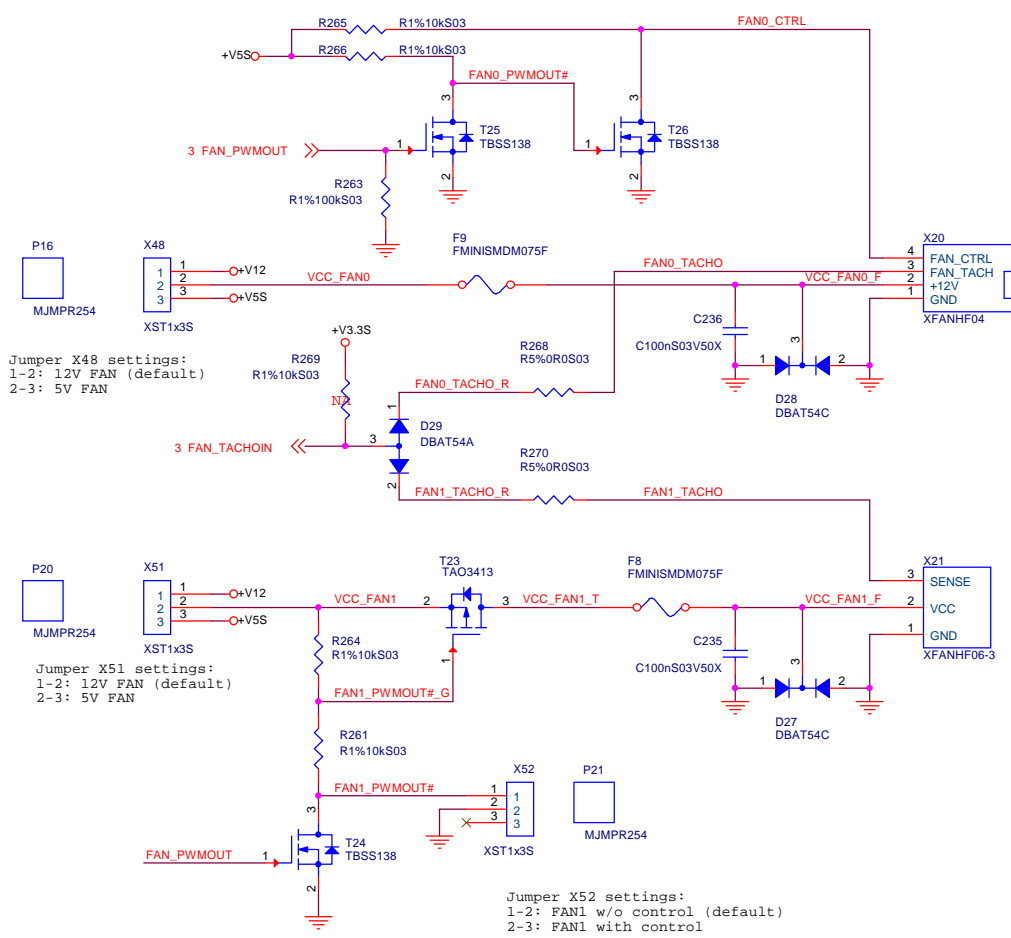 R265 R1%10kS03 FAN0_CTRL
+V5S R266 R1%10kS03
FAN0_PWMOUT#
3 3
T25 T26
TBSS138 TBSS138
3 FAN_PWMOUT 1 1
2 2
R263
R1%100kS03
P16 X48 F9 X20
FMINISMDM075F
4 FAN_CTRL
1 1 +V12 FAN0_TACHO 3 FAN_TACH
2 2 VCC_FAN0 VCC_FAN0_F 2 +12V
3 3 +V5S 1 GND
MJMPR254 XFANHF04
XST1x3S
C236
C100nS03V50X
+V3.3S
Jumper X48 settings:
1-2: 12V FAN (default)
2-3: 5V FAN
R269
R1%10kS03
NA
R268
R5%0R0S03
3
1 2
D28
DBAT54C
FAN0_TACHO_R
1
D29
DBAT54A
3 FAN_TACHOIN 3
2
R270
R5%0R0S03
FAN1_TACHO_R FAN1_TACHO
P20 X51 T23 F8 X21
TAO3413 FMINISMDM075F
3 SENSE
1 1 +V12
2 2 VCC_FAN1 2 3 VCC_FAN1_T VCC_FAN1_F 2 VCC
3 3 +V5S 1 GND
MJMPR254 XFANHF06-3
XST1x3S
R264
R1%10kS03
1
C235
C100nS03V50X
Jumper X51 settings:
1-2: 12V FAN (default)
2-3: 5V FAN
FAN1_PWMOUT#_G
3
1 2
D27
DBAT54C
R261
R1%10kS03
X52 P21
FAN1_PWMOUT# 1 1
2 2
3 3
MJMPR254
XST1x3S
3
T24
TBSS138
FAN_PWMOUT 1
2
Jumper X52 settings:
1-2: FAN1 w/o control (default)
2-3: FAN1 with control